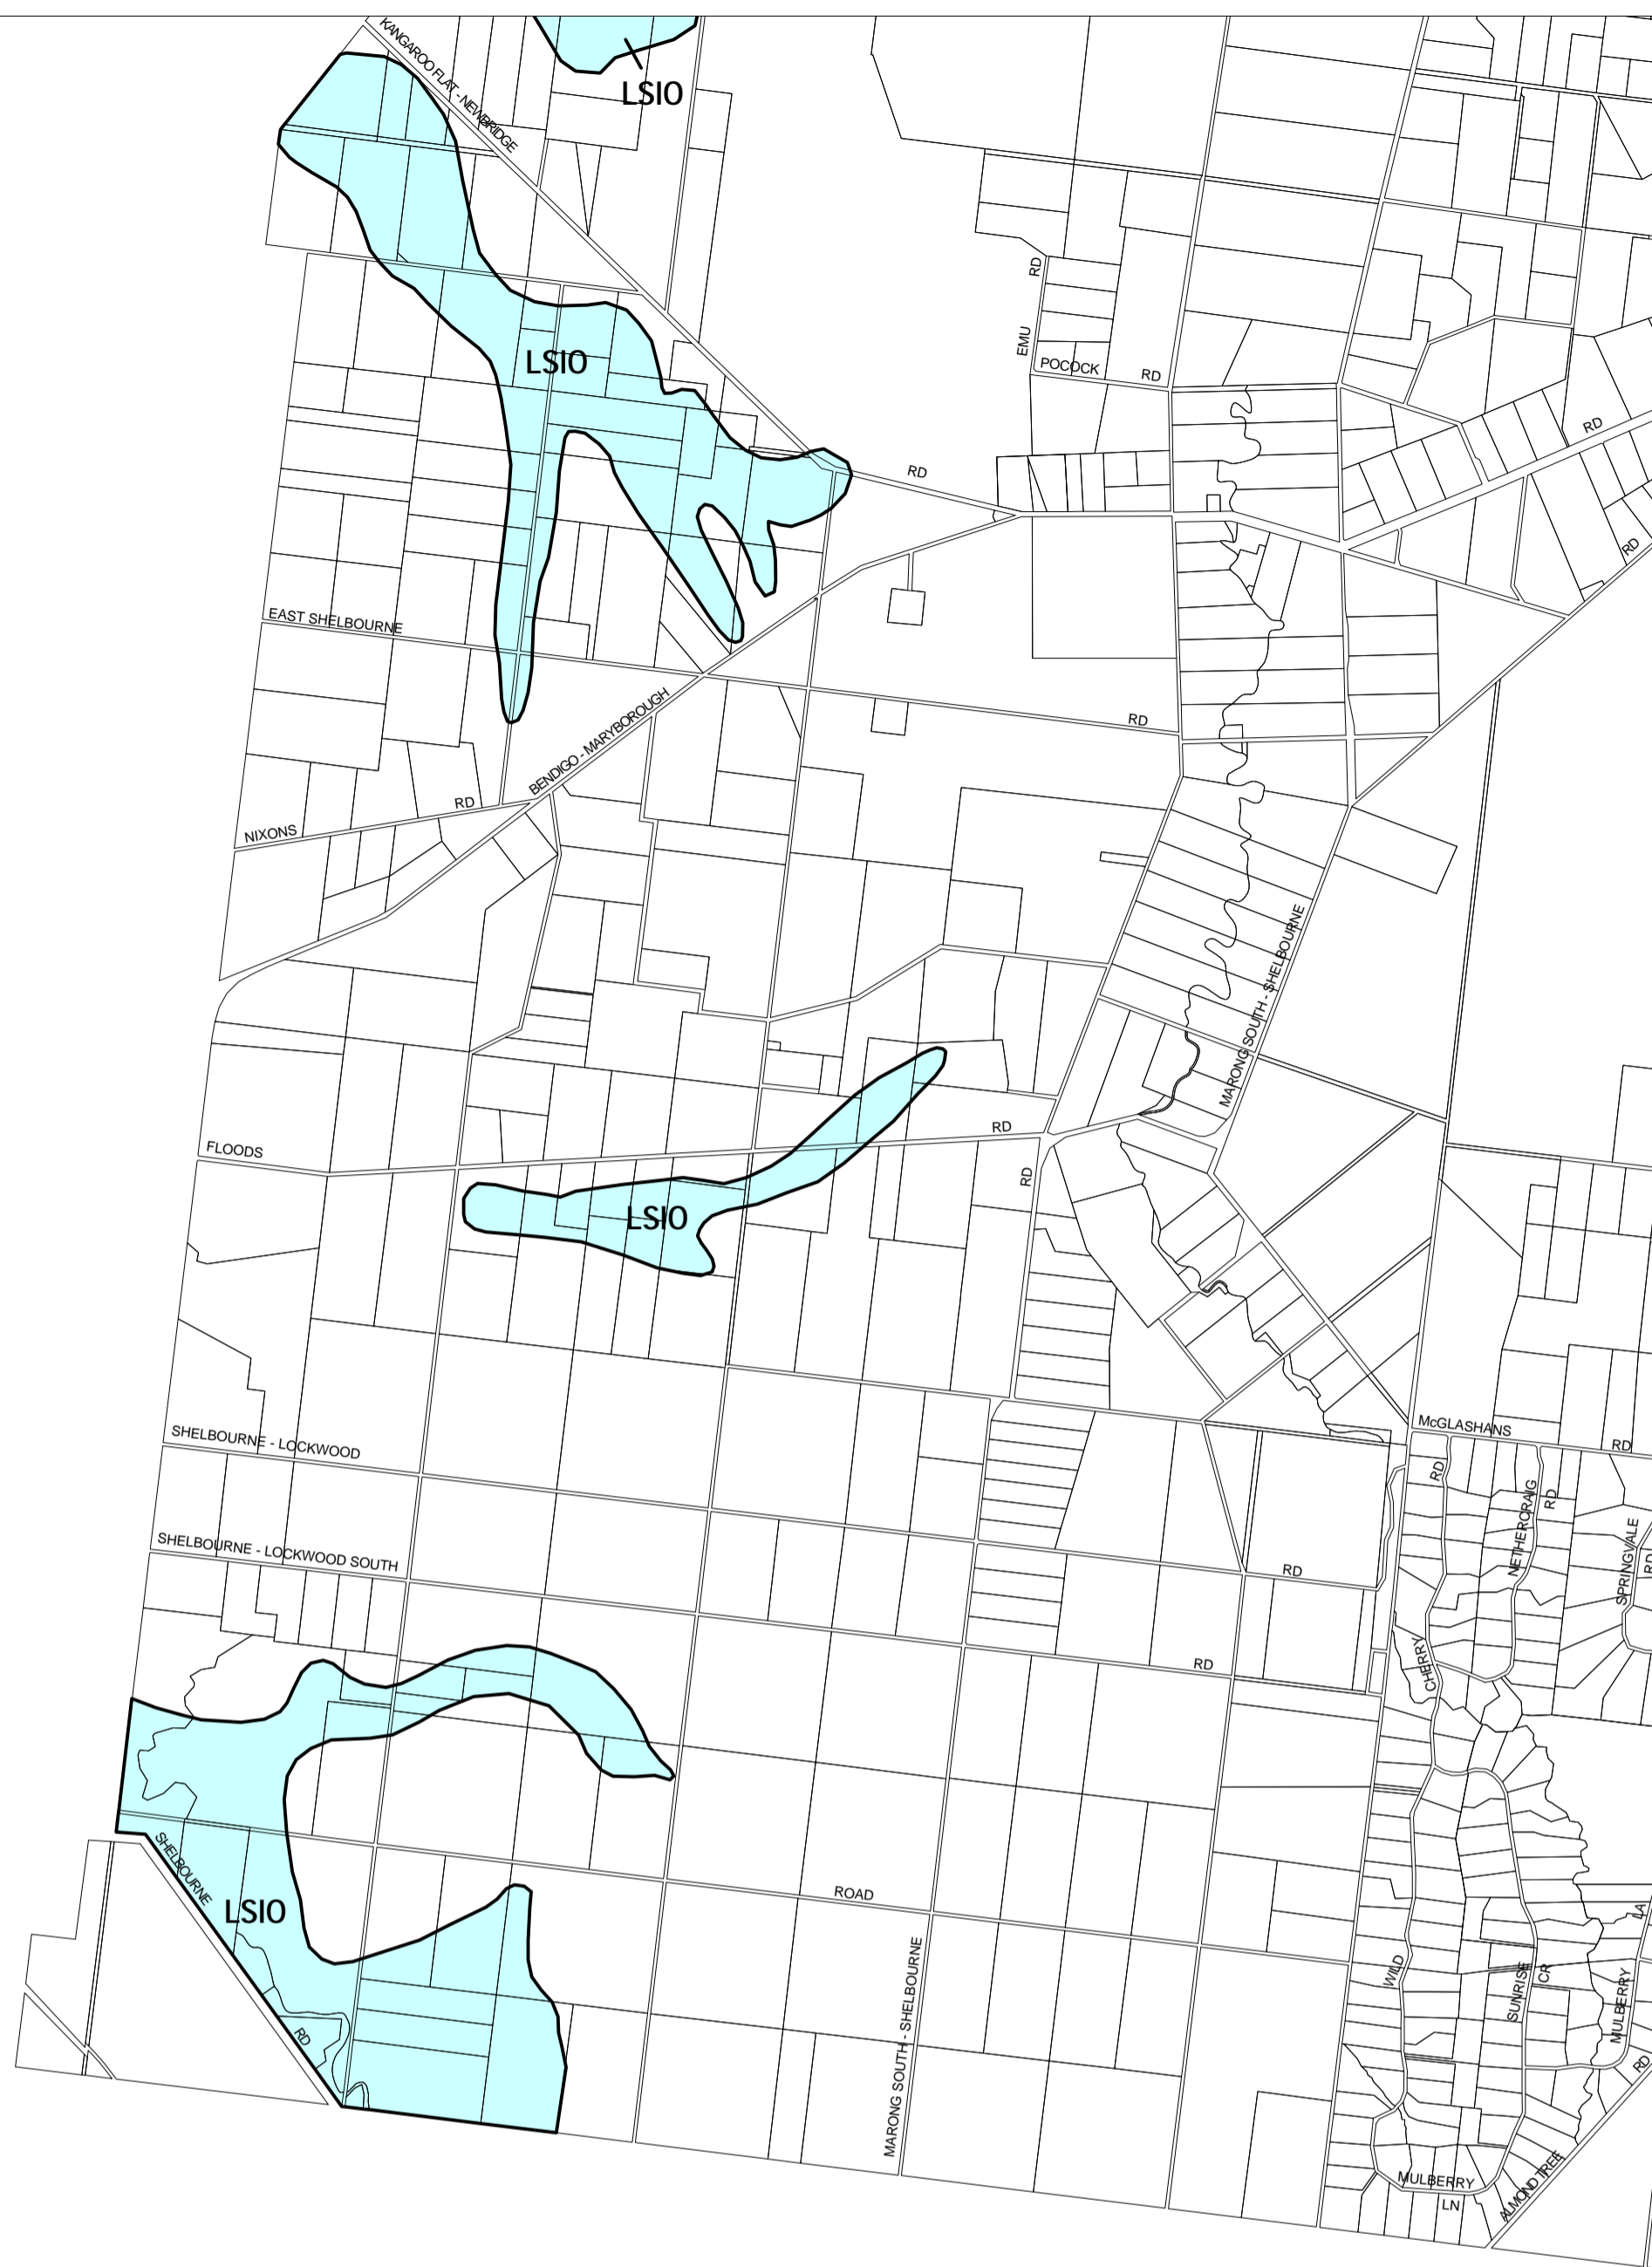 KANGAROO FLAT - NEWBRIDGE
LSIO
EMU
RD
POCOCK
RD
LSIO
RD
RD
RD
EAST SHELBOURNE
RD
BENDIGO - MARYBOROUGH
NIXONS
RD
MARONG SOUTH - SHELBOURNE
FLOODS
RD
RD
LSIO
McGLASHANS
RD
SHELBOURNE - LOCKWOOD
RD
RD
NETHERCRAIG
RD
SPRINGVALE
RD
SHELBOURNE - LOCKWOOD SOUTH
RD
CHERRY
SHELBOURNE
RD
LSIO
ROAD
MARONG SOUTH - SHELBOURNE
WILD
SUNRISE
CR
MULBERRY
LA
RD
MULBERRY
LN
ALMOND TREE